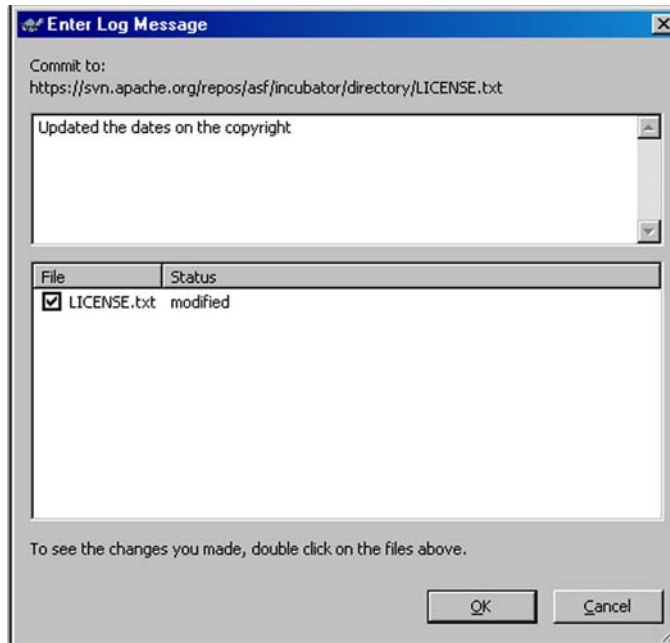 Enter Log Message
Commit to:
https://svn.apache.org/repos/asf/incubator/directory/LICENSE.txt
Updated the dates on the copyright
File Status
LICENSE.txt modified
To see the changes you made, double click on the files above.
OK Cancel